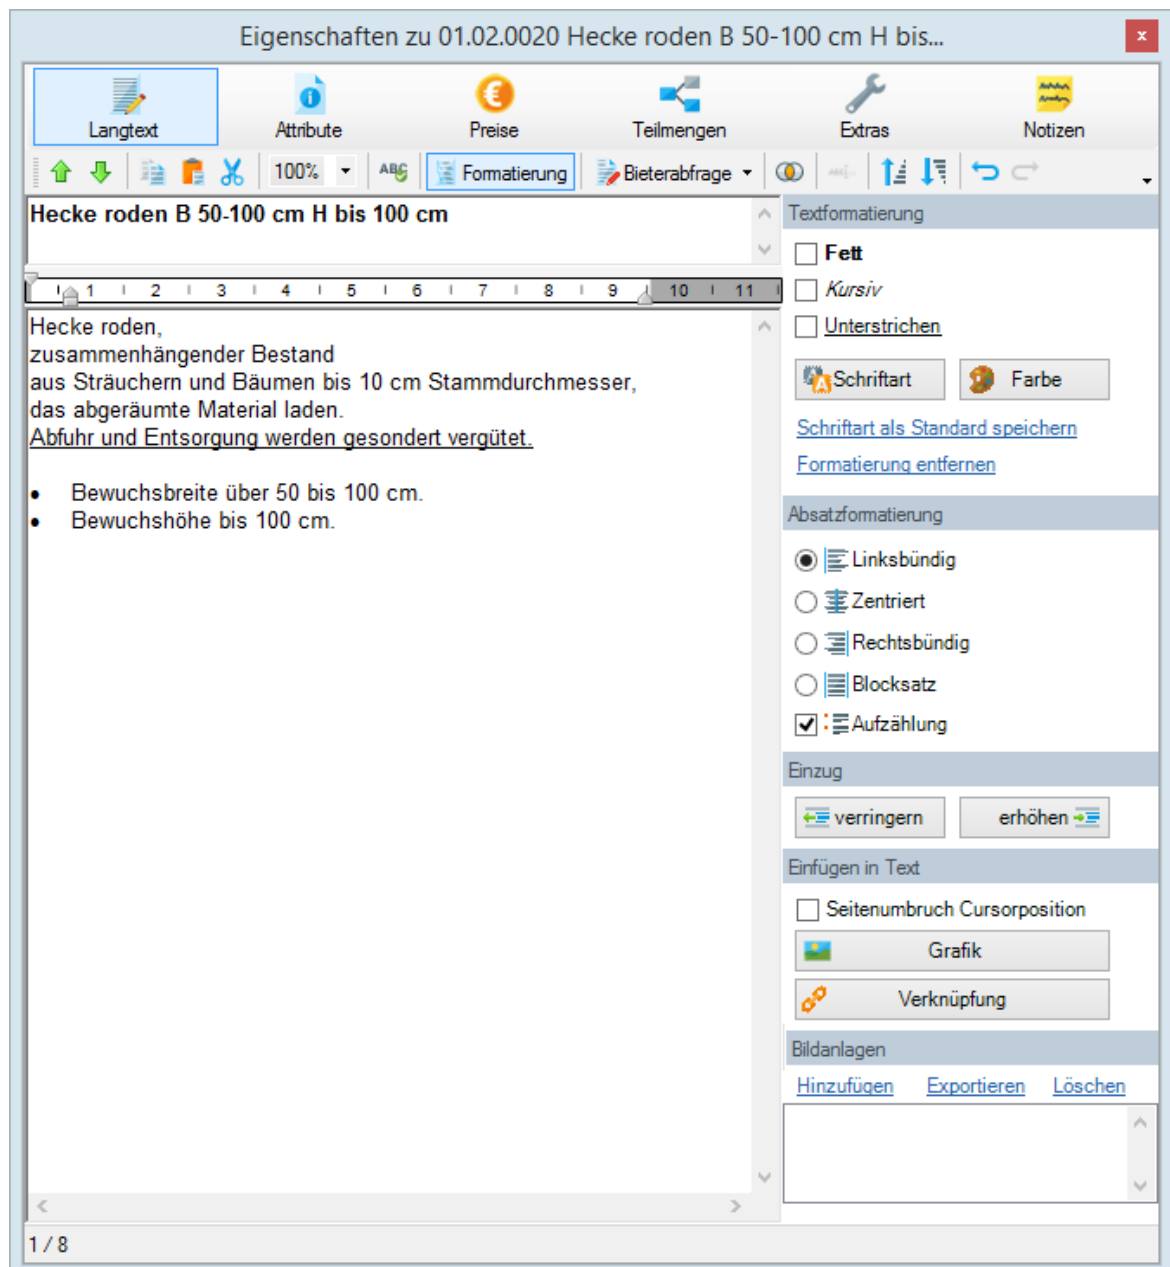 Eigenschaften zu 01.02.0020 Hecke roden B 50-100 cm H bis...
x
Langtext Attribute Preise Teilmengen Extras Notizen
100% ABC Formatierung Bieterabfrage
Hecke roden B 50-100 cm H bis 100 cm
1 2 3 4 5 6 7 8 9 10 11
Hecke roden,
zusammenhängender Bestand
aus Sträuchern und Bäumen bis 10 cm Stammdurchmesser,
das abgeräumte Material laden.
Abfuhr und Entsorgung werden gesondert vergütet.
• Bewuchsbreite über 50 bis 100 cm.
• Bewuchshöhe bis 100 cm.
Textformatierung
Fett
Kursiv
Unterstrichen
Schriftart Farbe
Schriftart als Standard speichern
Formatierung entfernen
Absatzformatierung
Linksbündig
Zentriert
Rechtsbündig
Blocksatz
Aufzählung
Einzug
verringern erhöhen
Einfügen in Text
Seitenumbruch Cursorposition
Grafik
Verknüpfung
Bildanlagen
Hinzufügen Exportieren Löschen
1 / 8